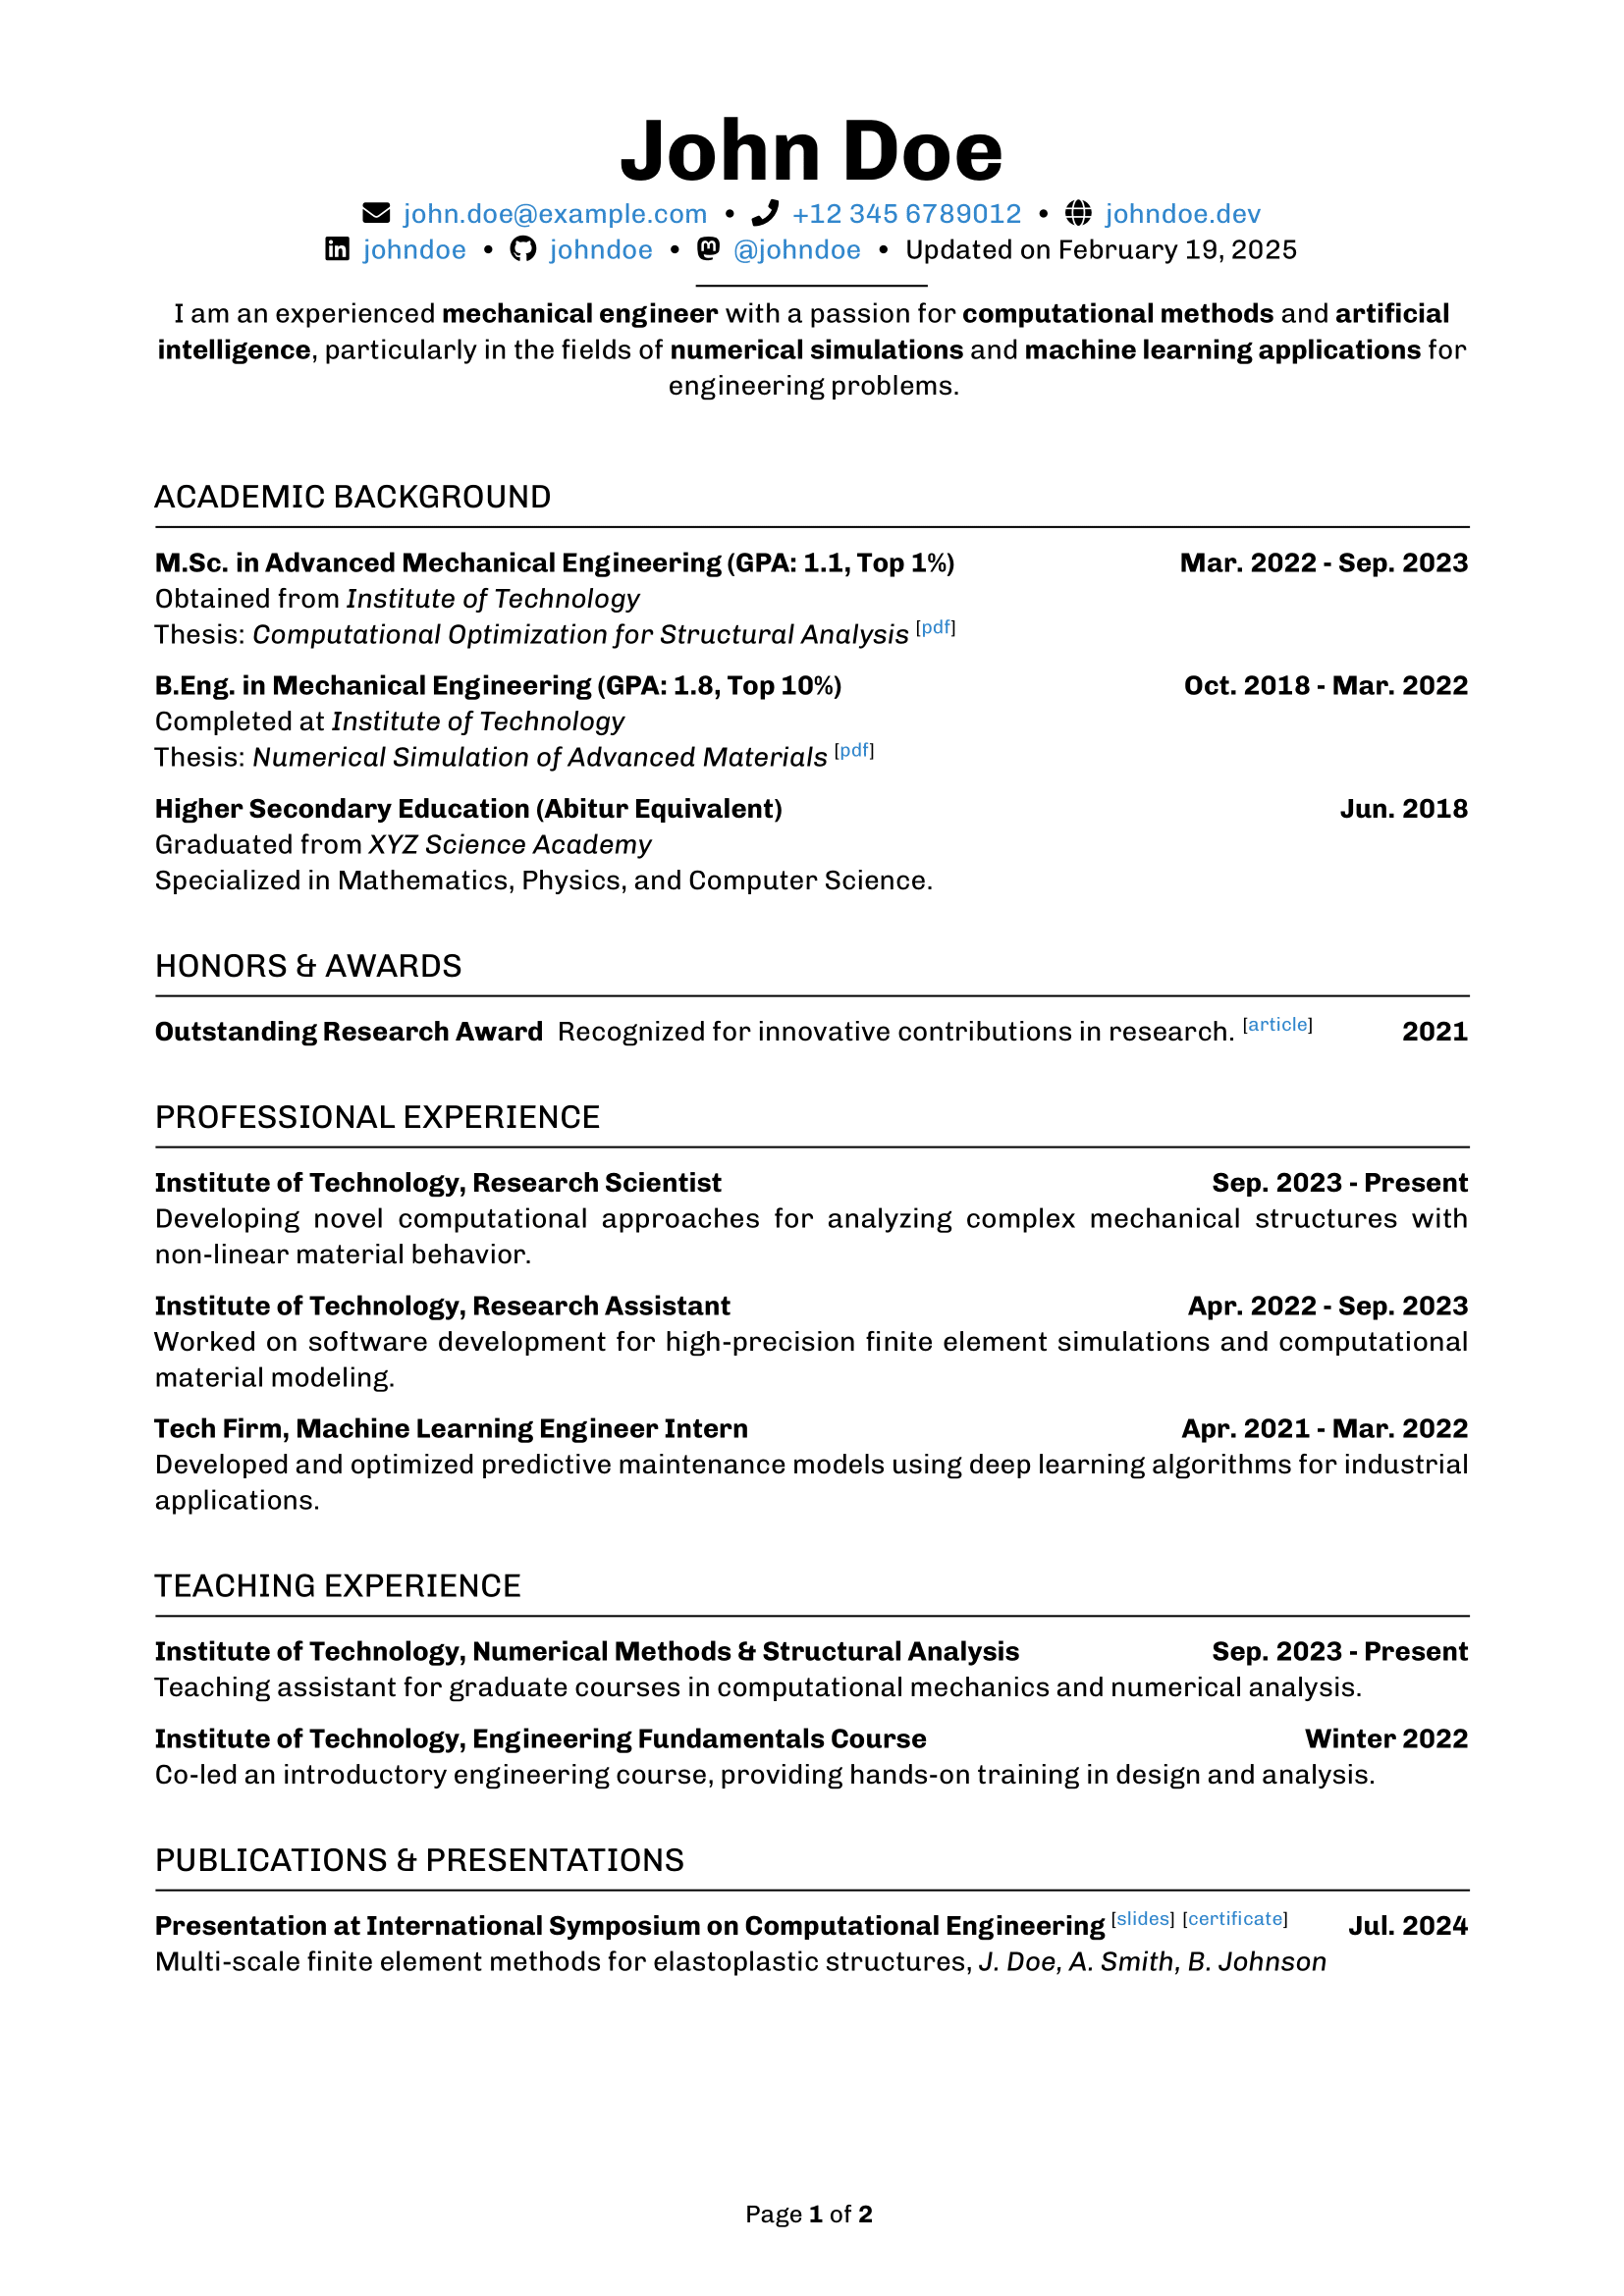 John Doe
john.doe@example.com • +12 345 6789012 • johndoe.dev
johndoe • johndoe • @johndoe • Updated on February 19, 2025
I am an experienced mechanical engineer with a passion for computational methods and artificial
intelligence, particularly in the fields of numerical simulations and machine learning applications for
engineering problems.
ACADEMIC BACKGROUND
M.Sc. in Advanced Mechanical Engineering (GPA: 1.1, Top 1%) Mar. 2022 - Sep. 2023
Obtained from Institute of Technology
Thesis: Computational Optimization for Structural Analysis [pdf]
B.Eng. in Mechanical Engineering (GPA: 1.8, Top 10%) Oct. 2018 - Mar. 2022
Completed at Institute of Technology
Thesis: Numerical Simulation of Advanced Materials [pdf]
Higher Secondary Education (Abitur Equivalent) Jun. 2018
Graduated from XYZ Science Academy
Specialized in Mathematics, Physics, and Computer Science.
HONORS & AWARDS
Outstanding Research Award Recognized for innovative contributions in research. [article] 2021
PROFESSIONAL EXPERIENCE
Institute of Technology, Research Scientist Sep. 2023 - Present
Developing novel computational approaches for analyzing complex mechanical structures with
non-linear material behavior.
Institute of Technology, Research Assistant Apr. 2022 - Sep. 2023
Worked on software development for high-precision finite element simulations and computational
material modeling.
Tech Firm, Machine Learning Engineer Intern Apr. 2021 - Mar. 2022
Developed and optimized predictive maintenance models using deep learning algorithms for industrial
applications.
TEACHING EXPERIENCE
Institute of Technology, Numerical Methods & Structural Analysis Sep. 2023 - Present
Teaching assistant for graduate courses in computational mechanics and numerical analysis.
Institute of Technology, Engineering Fundamentals Course Winter 2022
Co-led an introductory engineering course, providing hands-on training in design and analysis.
PUBLICATIONS & PRESENTATIONS
Presentation at International Symposium on Computational Engineering [slides] [certificate] Jul. 2024
Multi-scale finite element methods for elastoplastic structures, J. Doe, A. Smith, B. Johnson
Page 1 of 2